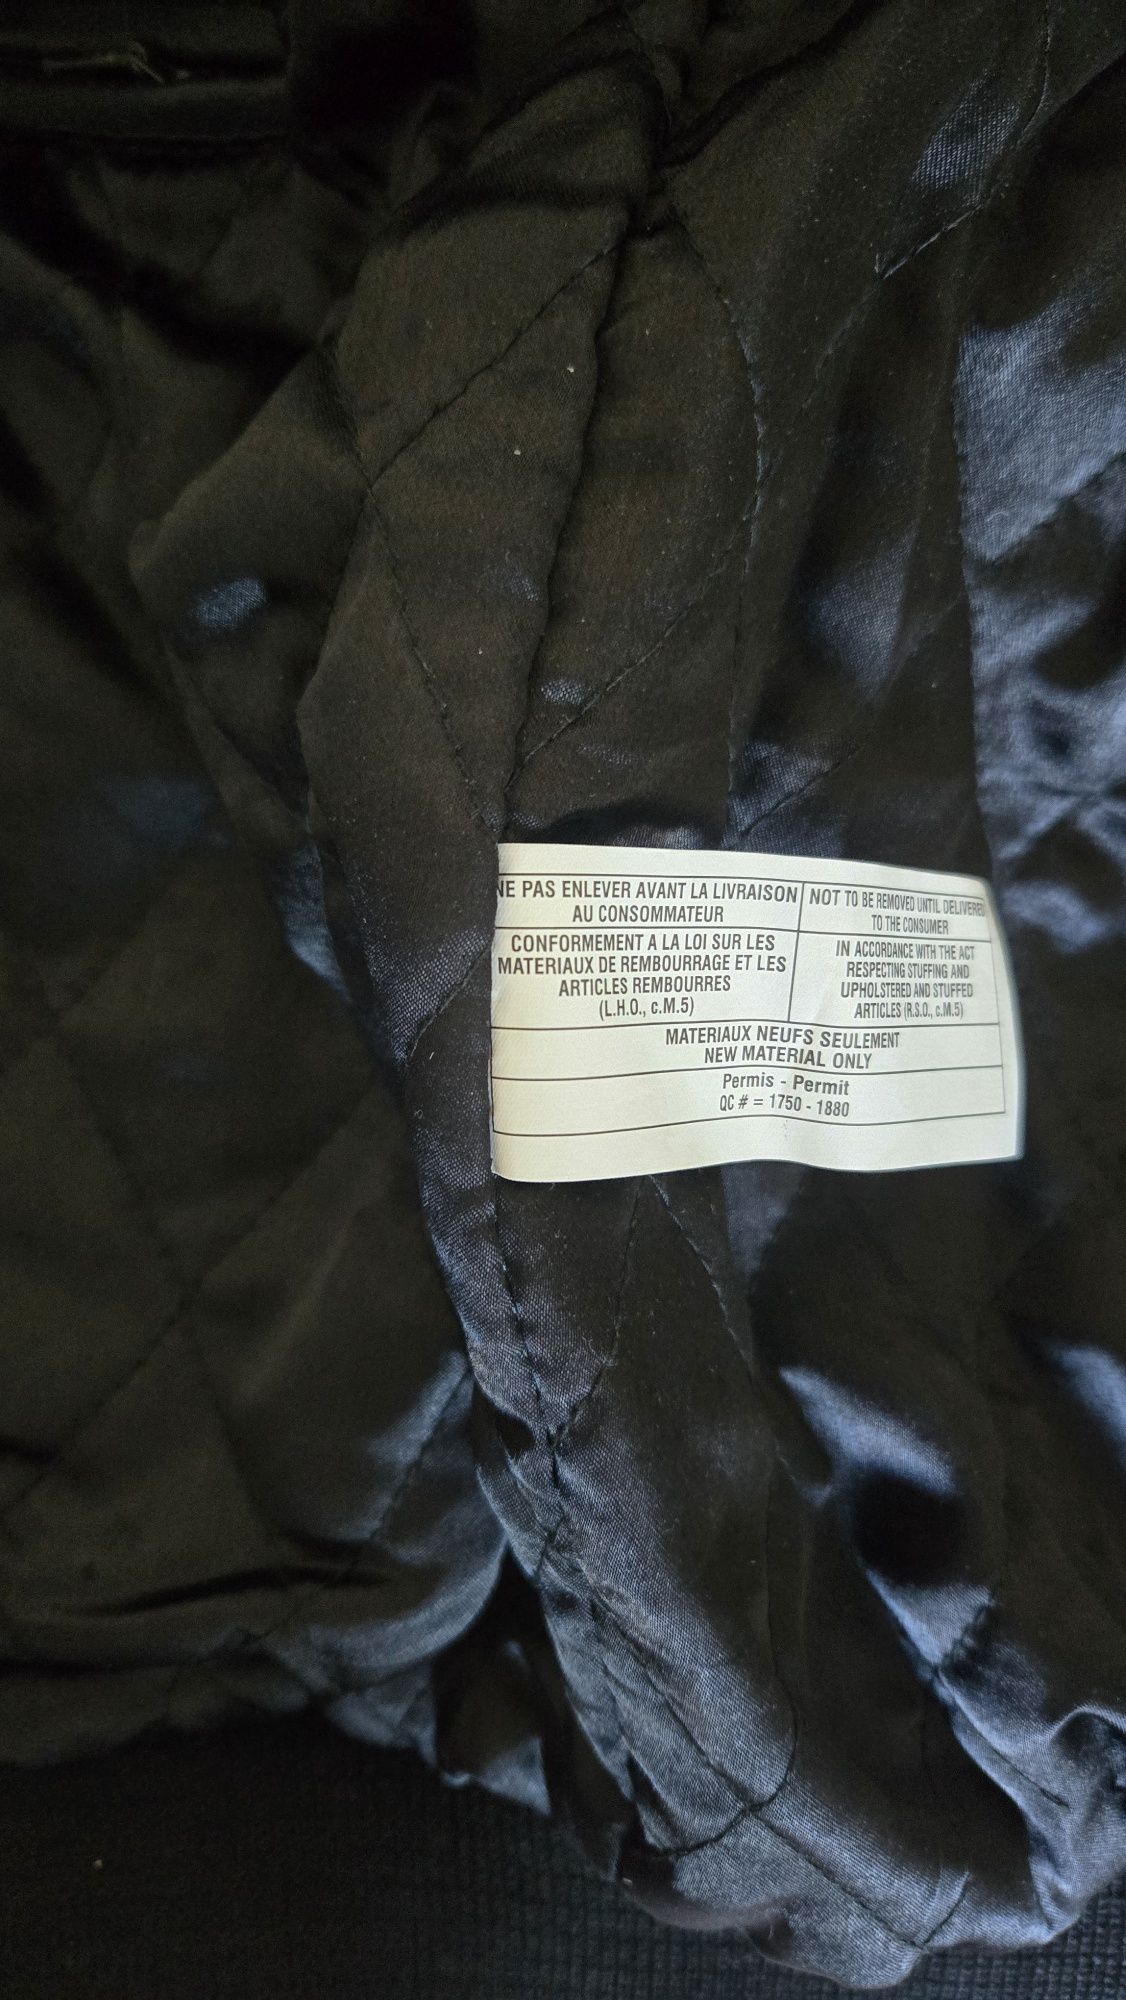 NE PAS ENLEVER AVANT LA LIVRAISON
AU CONSOMMATEUR
NOT TO BE REMOVED UNTIL DELIVERED
TO THE CONSUMER
CONFORMEMENT A LA LOI SUR LES
MATERIAUX DE REMBOURRAGE ET LES
ARTICLES REMBOURRES
(L.H.O., c.M.5)
IN ACCORDANCE WITH THE ACT
RESPECTING STUFFING AND
UPHOLSTERED AND STUFFED
ARTICLES (R.S.O., c.M.5)
MATERIAUX NEUFS SEULEMENT
NEW MATERIAL ONLY
Permis - Permit
QC # = 1750 - 1880